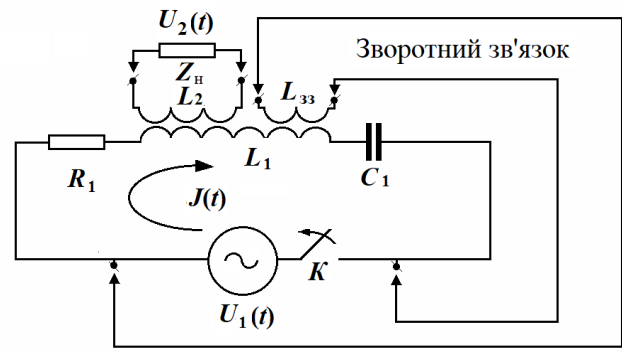 U₂(t)
Зворотний зв'язок
Zн
L₂
Lзз
R₁
L₁
C₁
J(t)
K
U₁(t)